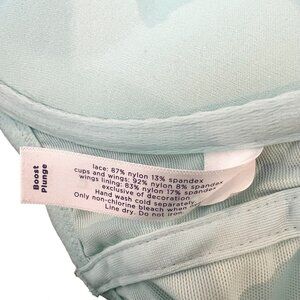 Boost
Plunge
lace: 87% nylon 13% spandex
cups and wings: 92% nylon 8% spandex
wings lining: 83% nylon 17% spandex
exclusive of decoration
Hand wash cold separately
Only non-chlorine bleach when
Line dry. Do not iron